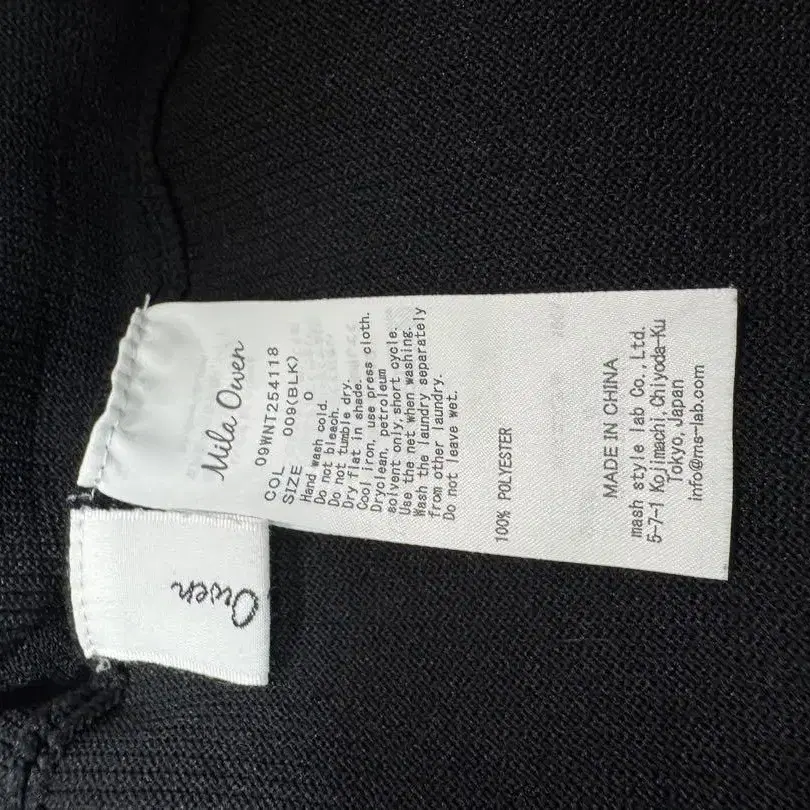 Mila Owen
09WNT254118
COL 009(BLK)
SIZE O
Hand wash cold.
Do not bleach.
Do not tumble dry.
Dry flat in shade.
Cool iron, use press cloth.
Dryclean, petroleum
solvent only, short cycle.
Use the net when washing.
Wash the laundry separately
from other laundry.
Do not leave wet.
100% POLYESTER
MADE IN CHINA
mash style lab Co.,Ltd.
5-7-1 Kojimachi,Chiyoda-Ku
Tokyo,Japan
info@ms-lab.com
Owen